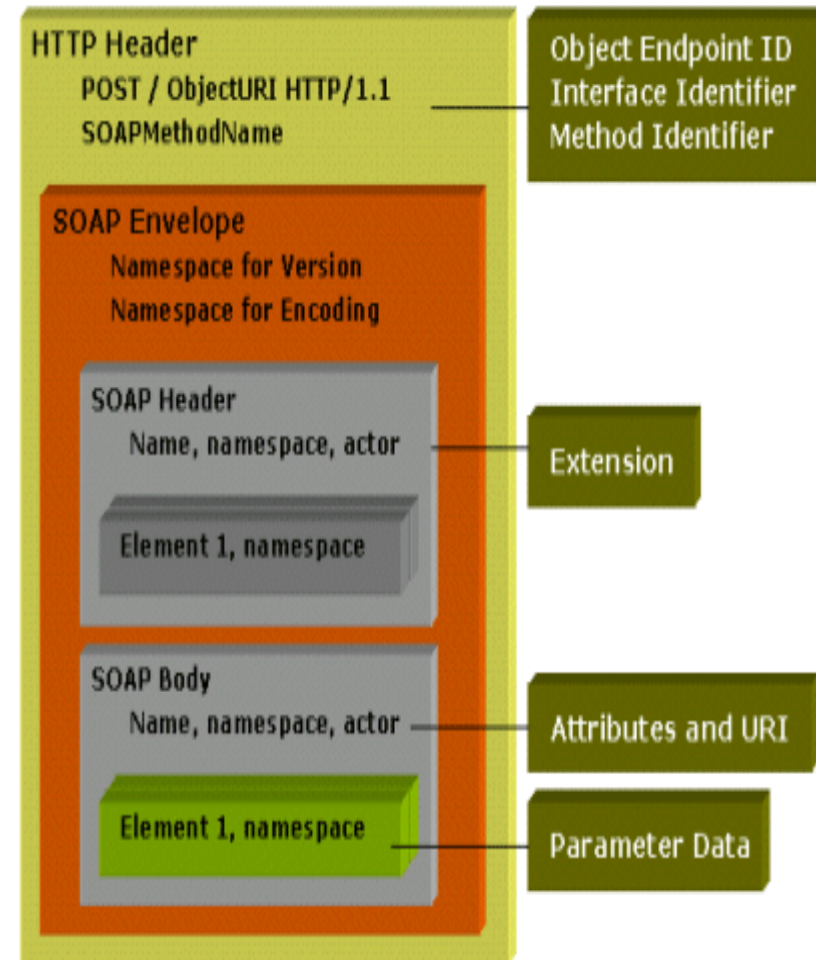 HTTP Header
POST / ObjectURI HTTP/1.1
SOAPMethodName
Object Endpoint ID
Interface Identifier
Method Identifier
SOAP Envelope
Namespace for Version
Namespace for Encoding
SOAP Header
Name, namespace, actor
Extension
Element 1, namespace
SOAP Body
Name, namespace, actor
Attributes and URI
Element 1, namespace
Parameter Data